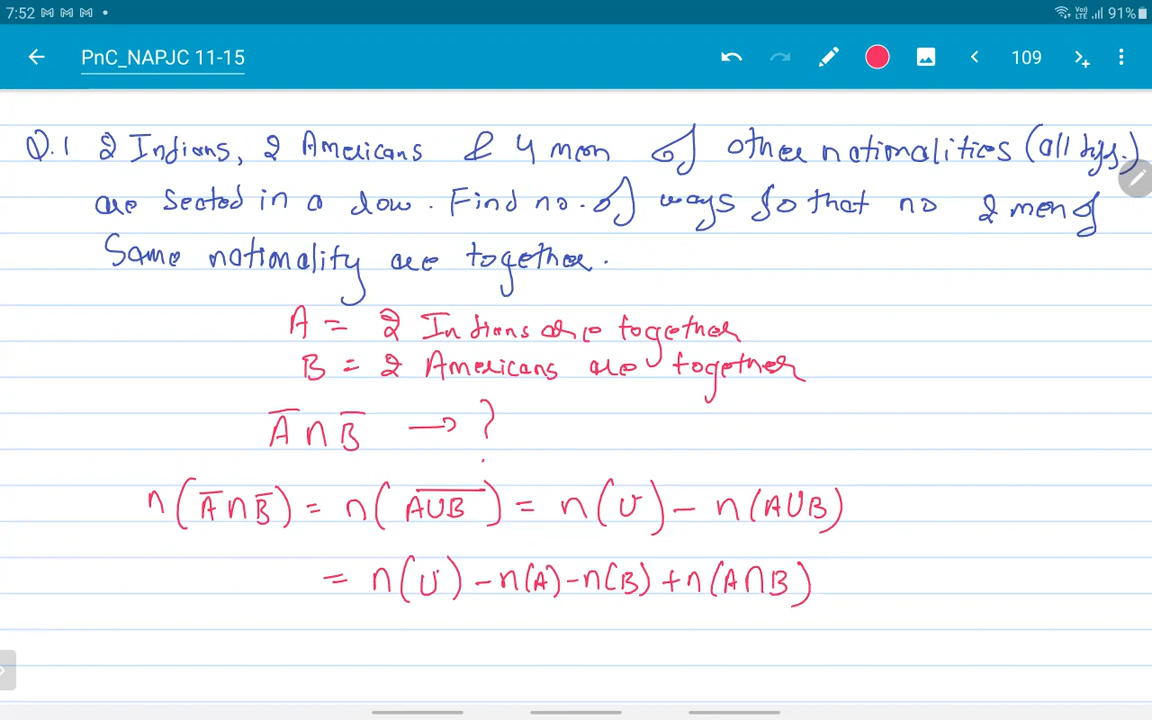 7:52
91%
PnC_NAPJC 11-15
109
Q.1 2 Indians, 2 Americans & 4 men of other nationalities (all diff.)
are seated in a row. Find no. of ways so that no 2 men of
Same nationality are together.
A = 2 Indians are together
B = 2 Americans are together
A̅ ∩ B̅ → ?
n(A̅ ∩ B̅) = n(A̅∪̅B̅) = n(U) - n(A∪B)
= n(U) - n(A) - n(B) + n(A∩B)